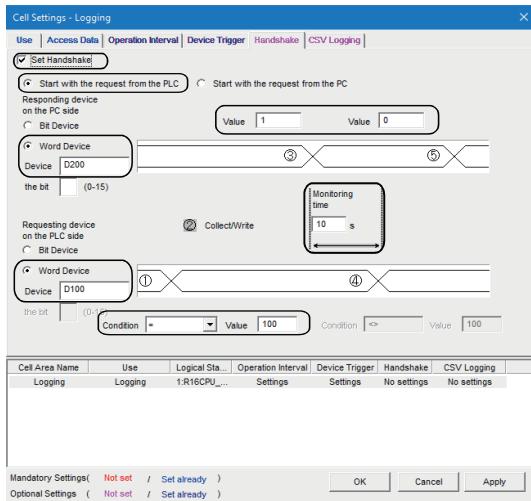 Cell Settings - Logging
Use Access Data Operation Interval Device Trigger Handshake CSV Logging
Set Handshake
Start with the request from the PLC Start with the request from the PC
Responding device
on the PC side
Bit Device
Value 1 Value 0
Word Device
Device D200
③ ⑤
the bit (0-15)
Monitoring
time
10 s
Requesting device
on the PLC side
② Collect/Write
Bit Device
Word Device
Device D100
① ④
the bit (0-15)
Condition = Value 100 Condition <> Value 100
Cell Area Name Use Logical Sta... Operation Interval Device Trigger Handshake CSV Logging
Logging Logging 1:R16CPU_... Settings Settings No settings No settings
Mandatory Settings( Not set / Set already )
Optional Settings ( Not set / Set already )
OK Cancel Apply